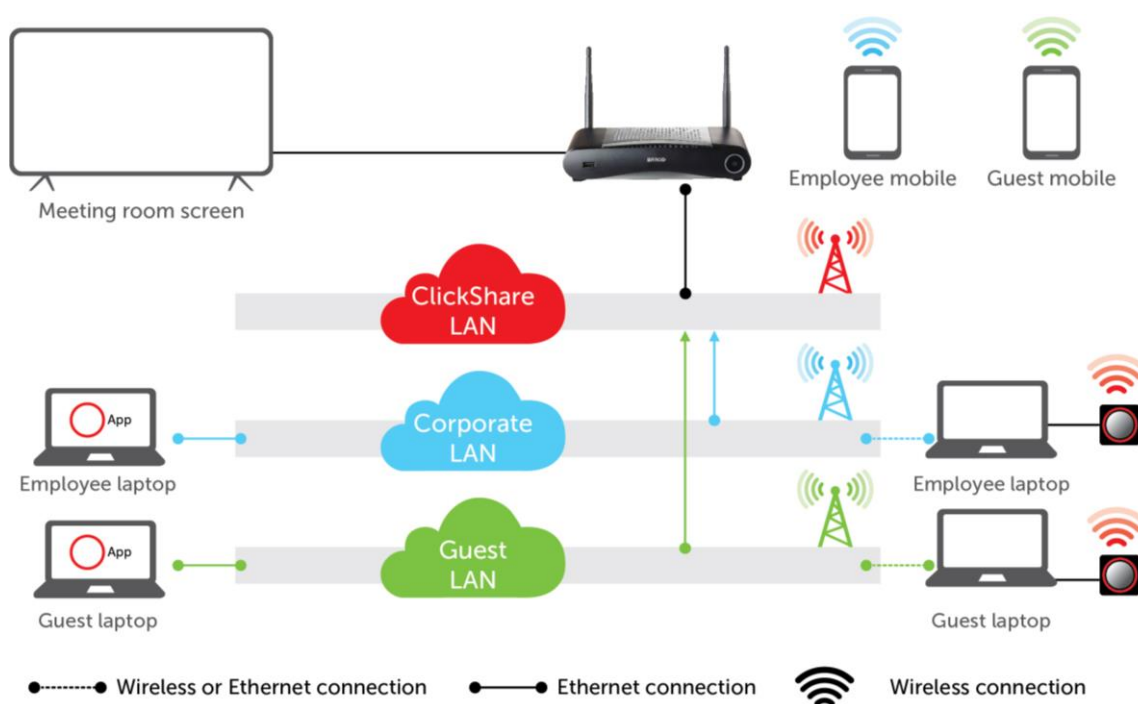 Meeting room screen
BARCO
Employee mobile
Guest mobile
ClickShare
LAN
App
Employee laptop
Corporate
LAN
Employee laptop
App
Guest laptop
Guest
LAN
Guest laptop
Wireless or Ethernet connection
Ethernet connection
Wireless connection